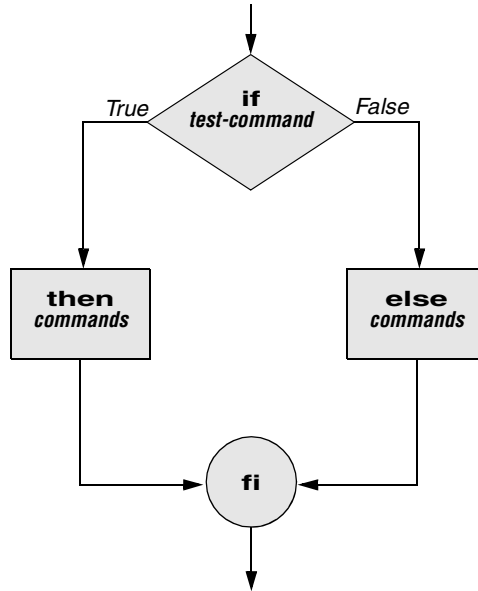 if
test-command
True
False
then
commands
else
commands
fi